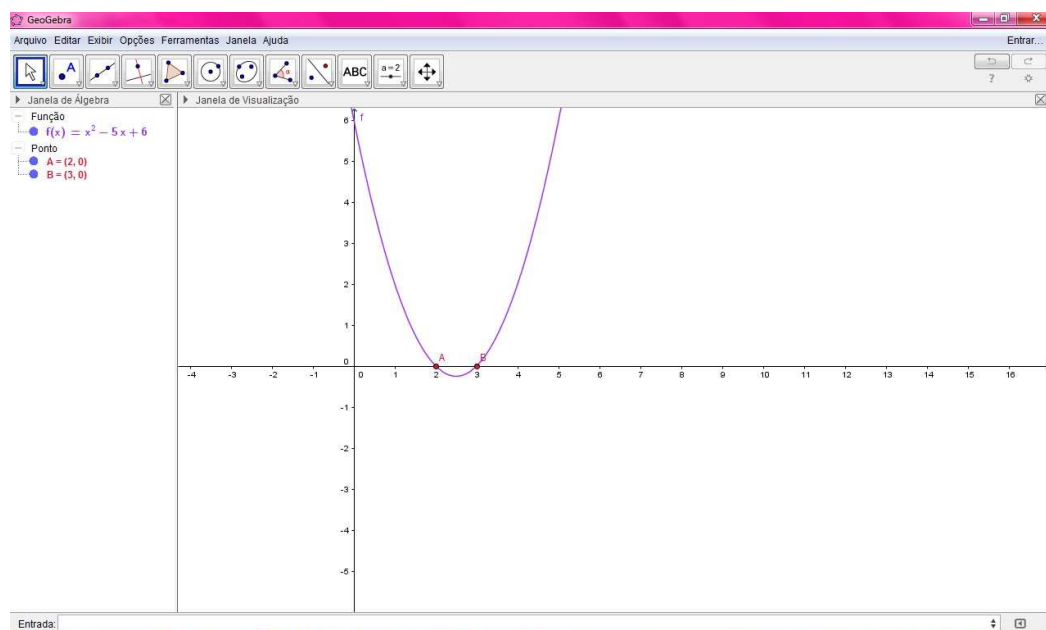 GeoGebra
Arquivo Editar Exibir Opções Ferramentas Janela Ajuda Entrar...
A ABC a=2 ?
Janela de Álgebra Janela de Visualização
Função
f(x) = x² − 5 x + 6
Ponto
A = (2, 0)
B = (3, 0)
f
6
5
4
3
2
1
0
A B
-4 -3 -2 -1 0 1 2 3 4 5 6 7 8 9 10 11 12 13 14 15 16
-1
-2
-3
-4
-5
Entrada: